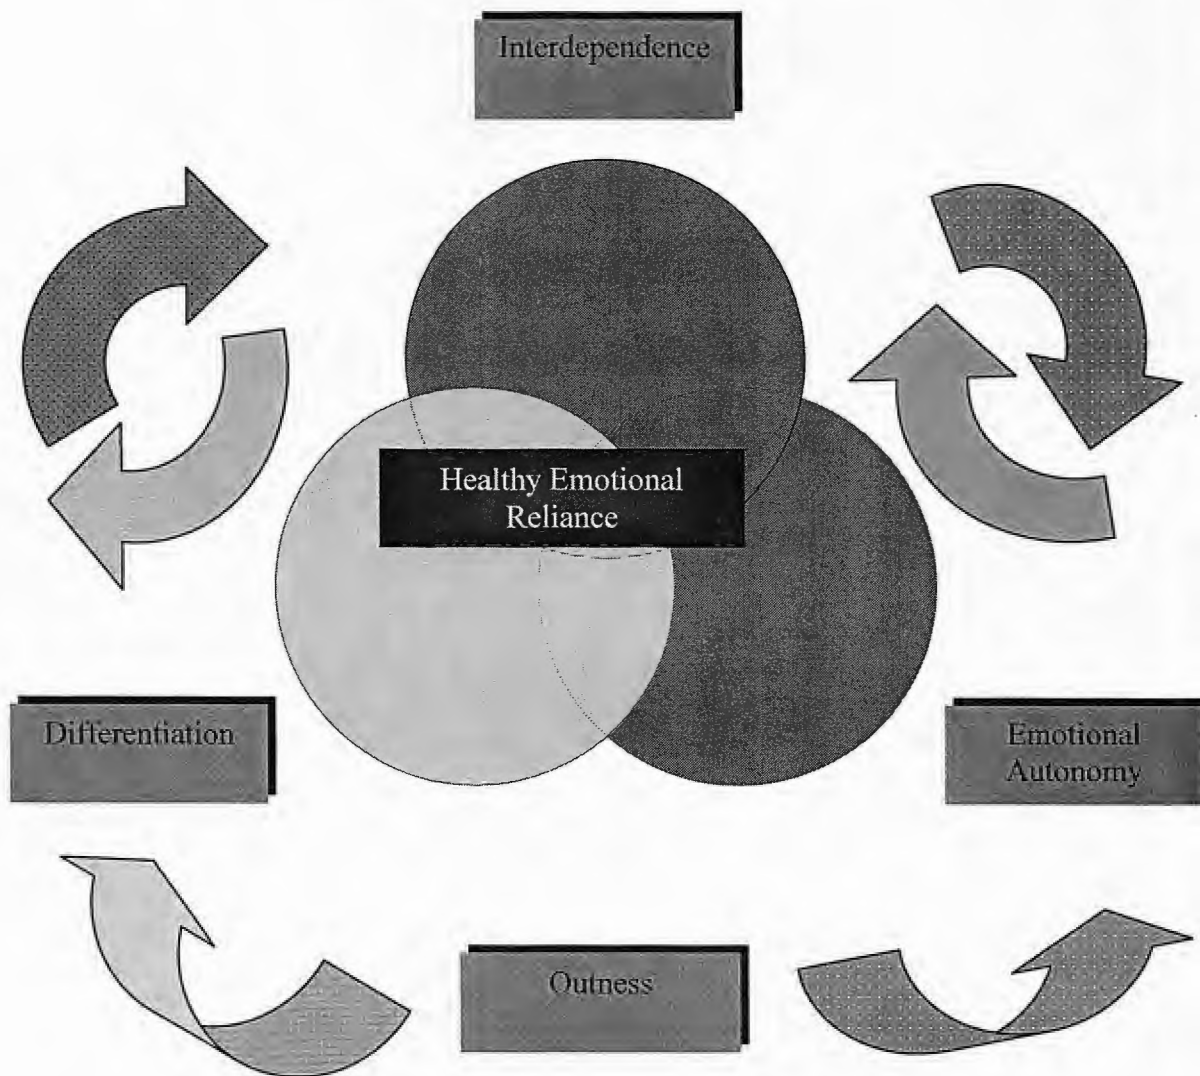 Interdependence
Healthy Emotional
Reliance
Differentiation
Emotional
Autonomy
Outness